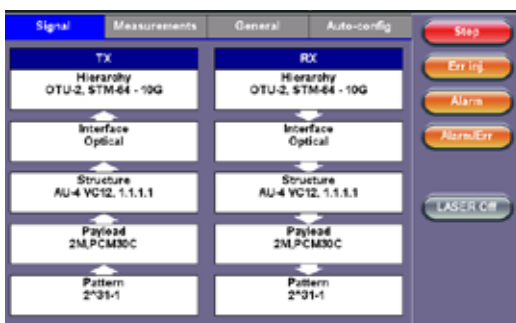 Signal Measurements General Auto-config
TX
Hierarchy
OTU-2, STM-64 - 10G
Interface
Optical
Structure
AU-4 VC12, 1.1.1.1
Payload
2M,PCM30C
Pattern
2^31-1
RX
Hierarchy
OTU-2, STM-64 - 10G
Interface
Optical
Structure
AU-4 VC12, 1.1.1.1
Payload
2M,PCM30C
Pattern
2^31-1
Stop
Err inj
Alarm
Alarm/Err
LASER Off